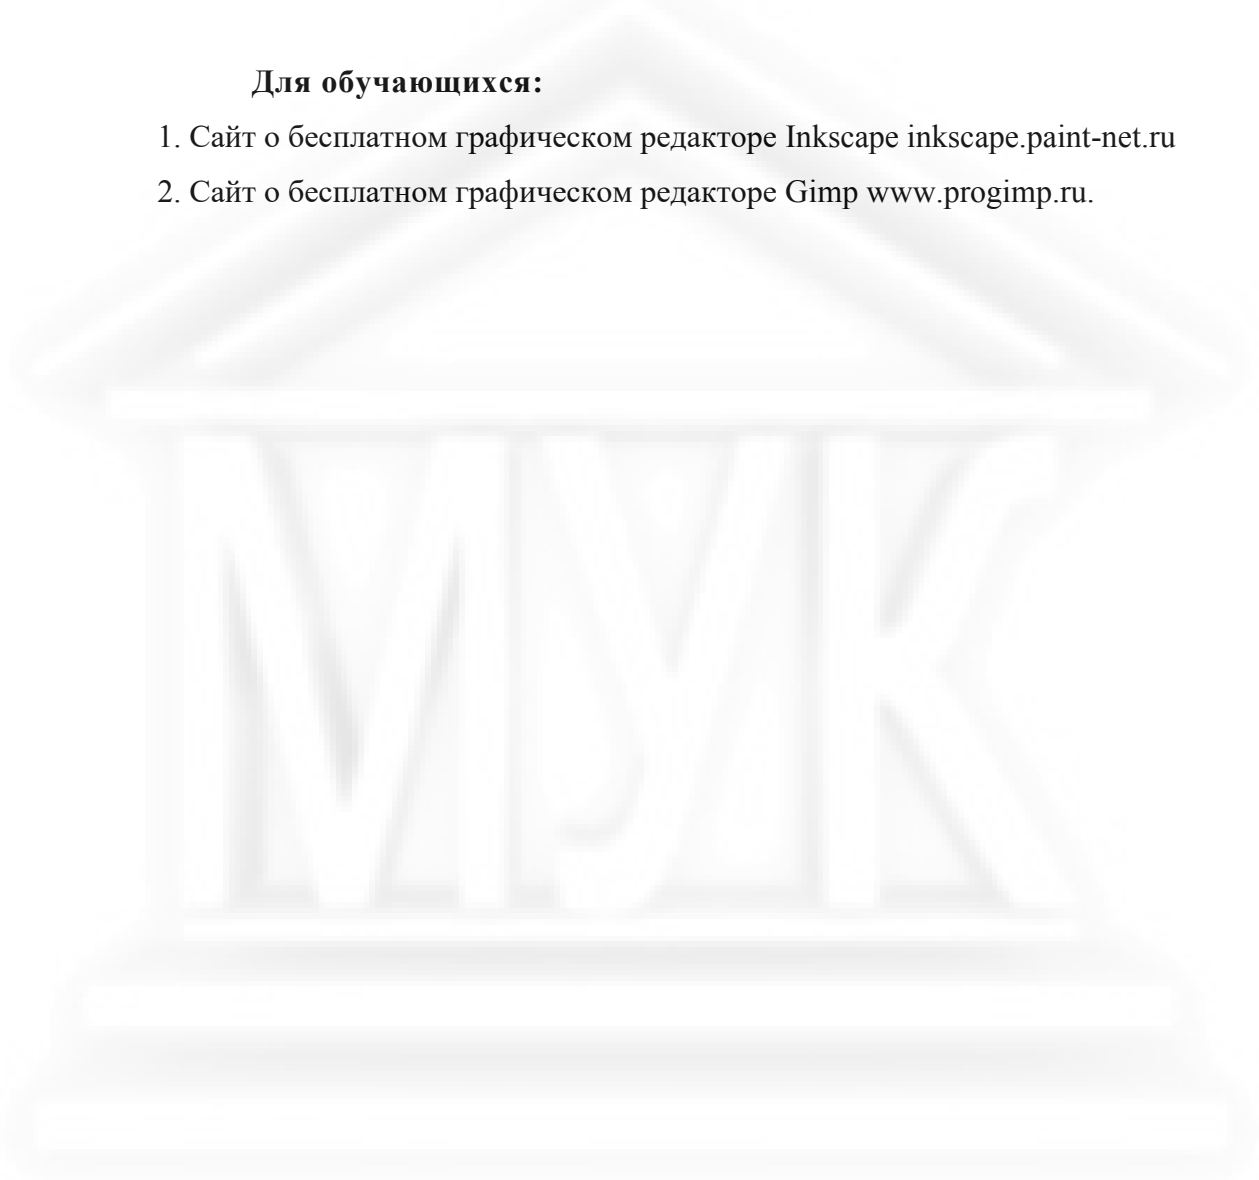 Для обучающихся:
1. Сайт о бесплатном графическом редакторе Inkscape inkscape.paint-net.ru
2. Сайт о бесплатном графическом редакторе Gimp www.progimp.ru.
МУК